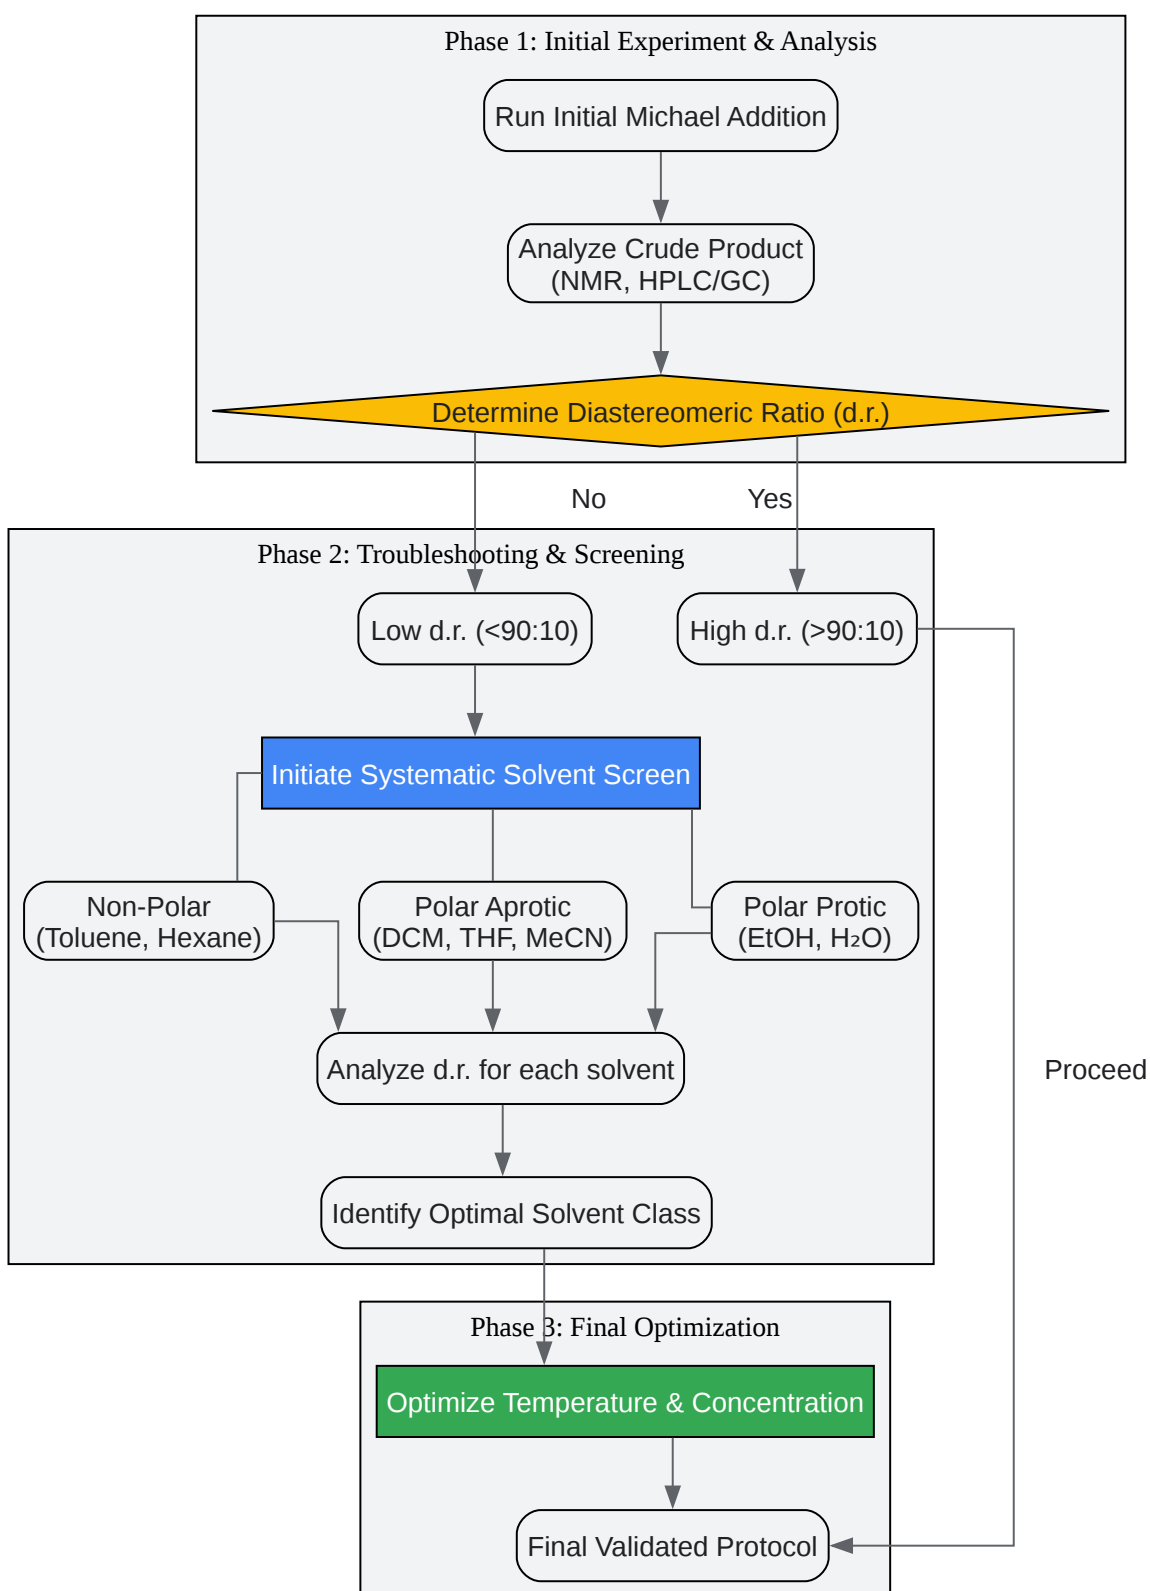 Phase 1: Initial Experiment & Analysis
Run Initial Michael Addition
Analyze Crude Product
(NMR, HPLC/GC)
Determine Diastereomeric Ratio (d.r.)
No
Yes
Phase 2: Troubleshooting & Screening
Low d.r. (<90:10)
High d.r. (>90:10)
Initiate Systematic Solvent Screen
Non-Polar
(Toluene, Hexane)
Polar Aprotic
(DCM, THF, MeCN)
Polar Protic
(EtOH, H₂O)
Analyze d.r. for each solvent
Proceed
Identify Optimal Solvent Class
Phase 3: Final Optimization
Optimize Temperature & Concentration
Final Validated Protocol